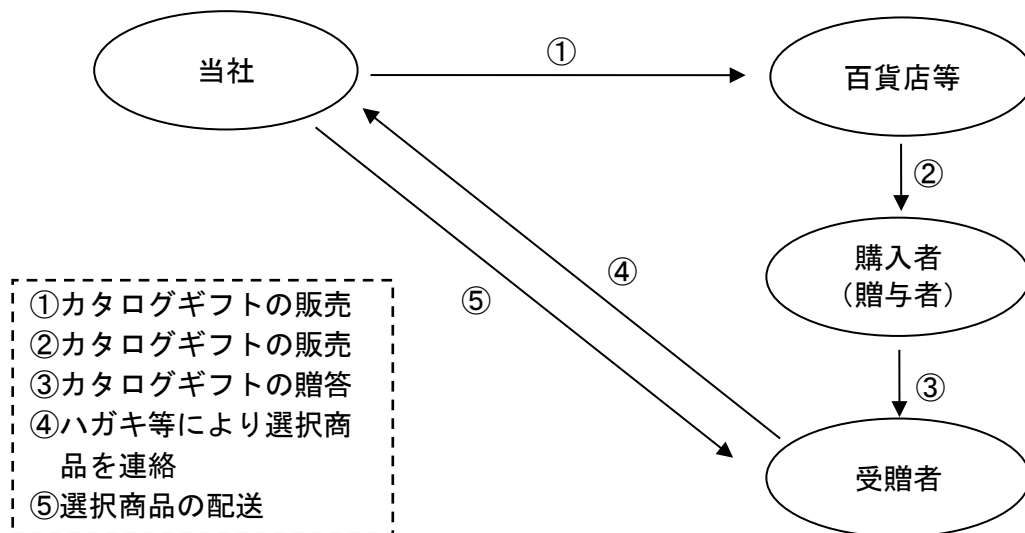 ①
当社
百貨店等
②
購入者
（贈与者）
④
⑤
③
受贈者
①カタログギフトの販売
②カタログギフトの販売
③カタログギフトの贈答
④ハガキ等により選択商
品を連絡
⑤選択商品の配送